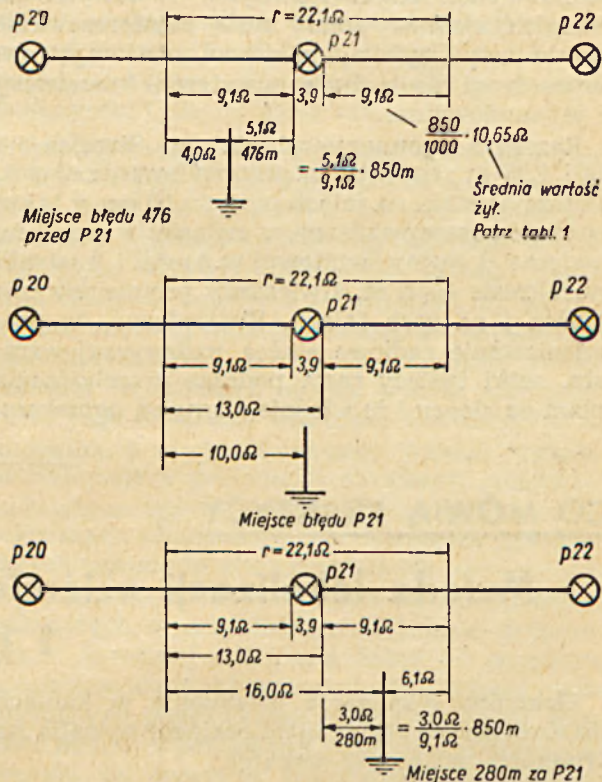 r = 22,1Ω
p20
p21
p22
9,1Ω 3,9 9,1Ω
5,1Ω
4,0Ω 476m
= 5,1Ω / 9,1Ω · 850m
850 / 1000 · 10,65Ω
Średnia wartość
żył.
Patrz tabl. 1
Miejsce błędu 476
przed P21
r = 22,1Ω
p20
p21
p22
9,1Ω 3,9 9,1Ω
13,0Ω
10,0Ω
Miejsce błędu P21
r = 22,1Ω
p20
p21
p22
9,1Ω 3,9 9,1Ω
13,0Ω
16,0Ω 6,1Ω
3,0Ω
280m
= 3,0Ω / 9,1Ω · 850m
Miejsce 280m za P21